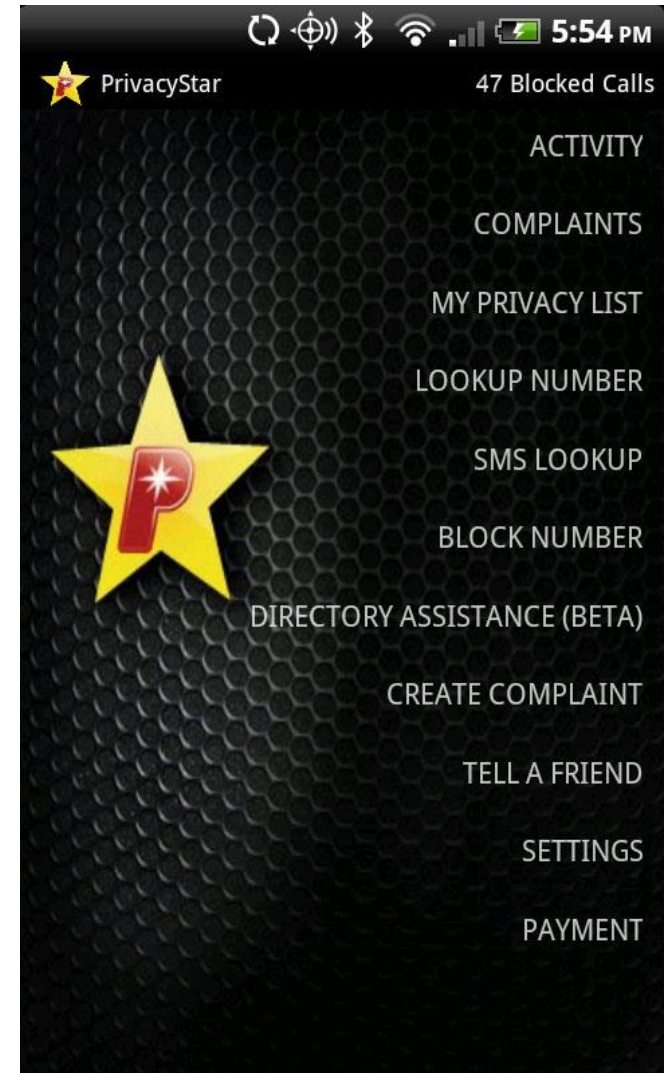 5:54 PM
PrivacyStar 47 Blocked Calls
ACTIVITY
COMPLAINTS
MY PRIVACY LIST
LOOKUP NUMBER
SMS LOOKUP
P
BLOCK NUMBER
DIRECTORY ASSISTANCE (BETA)
CREATE COMPLAINT
TELL A FRIEND
SETTINGS
PAYMENT